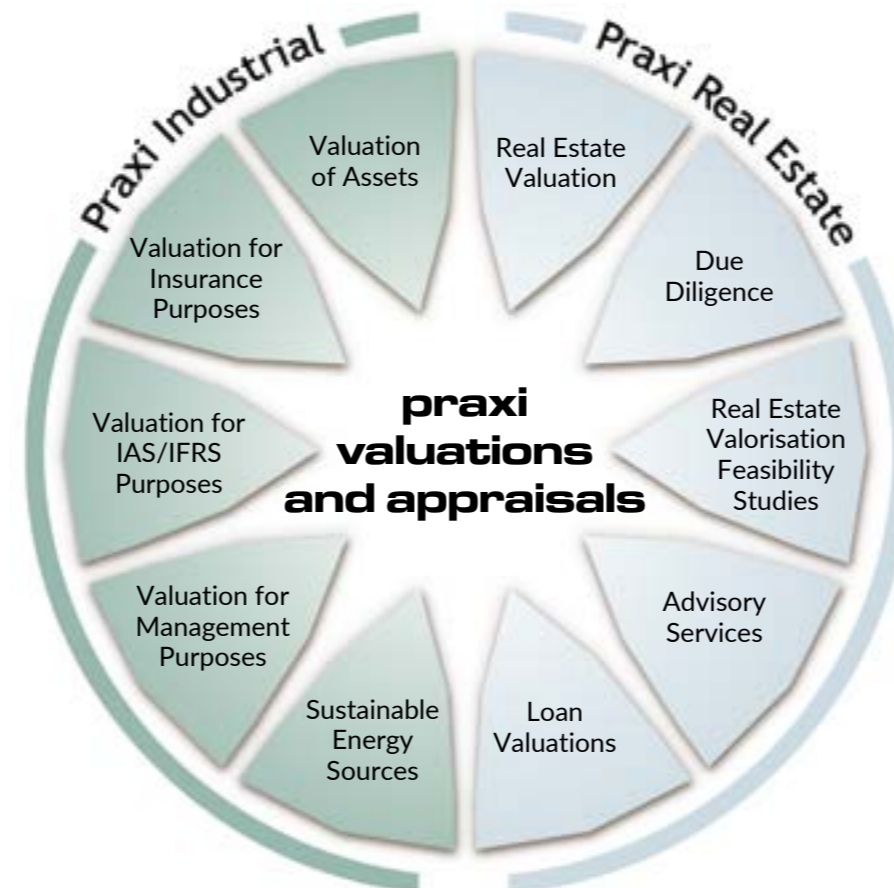 Praxi Industrial
Praxi Real Estate
Valuation
of Assets
Real Estate
Valuation
Valuation for
Insurance
Purposes
Due
Diligence
Valuation for
IAS/IFRS
Purposes
praxi
valuations
and appraisals
Real Estate
Valorisation
Feasibility
Studies
Valuation for
Management
Purposes
Advisory
Services
Sustainable
Energy
Sources
Loan
Valuations